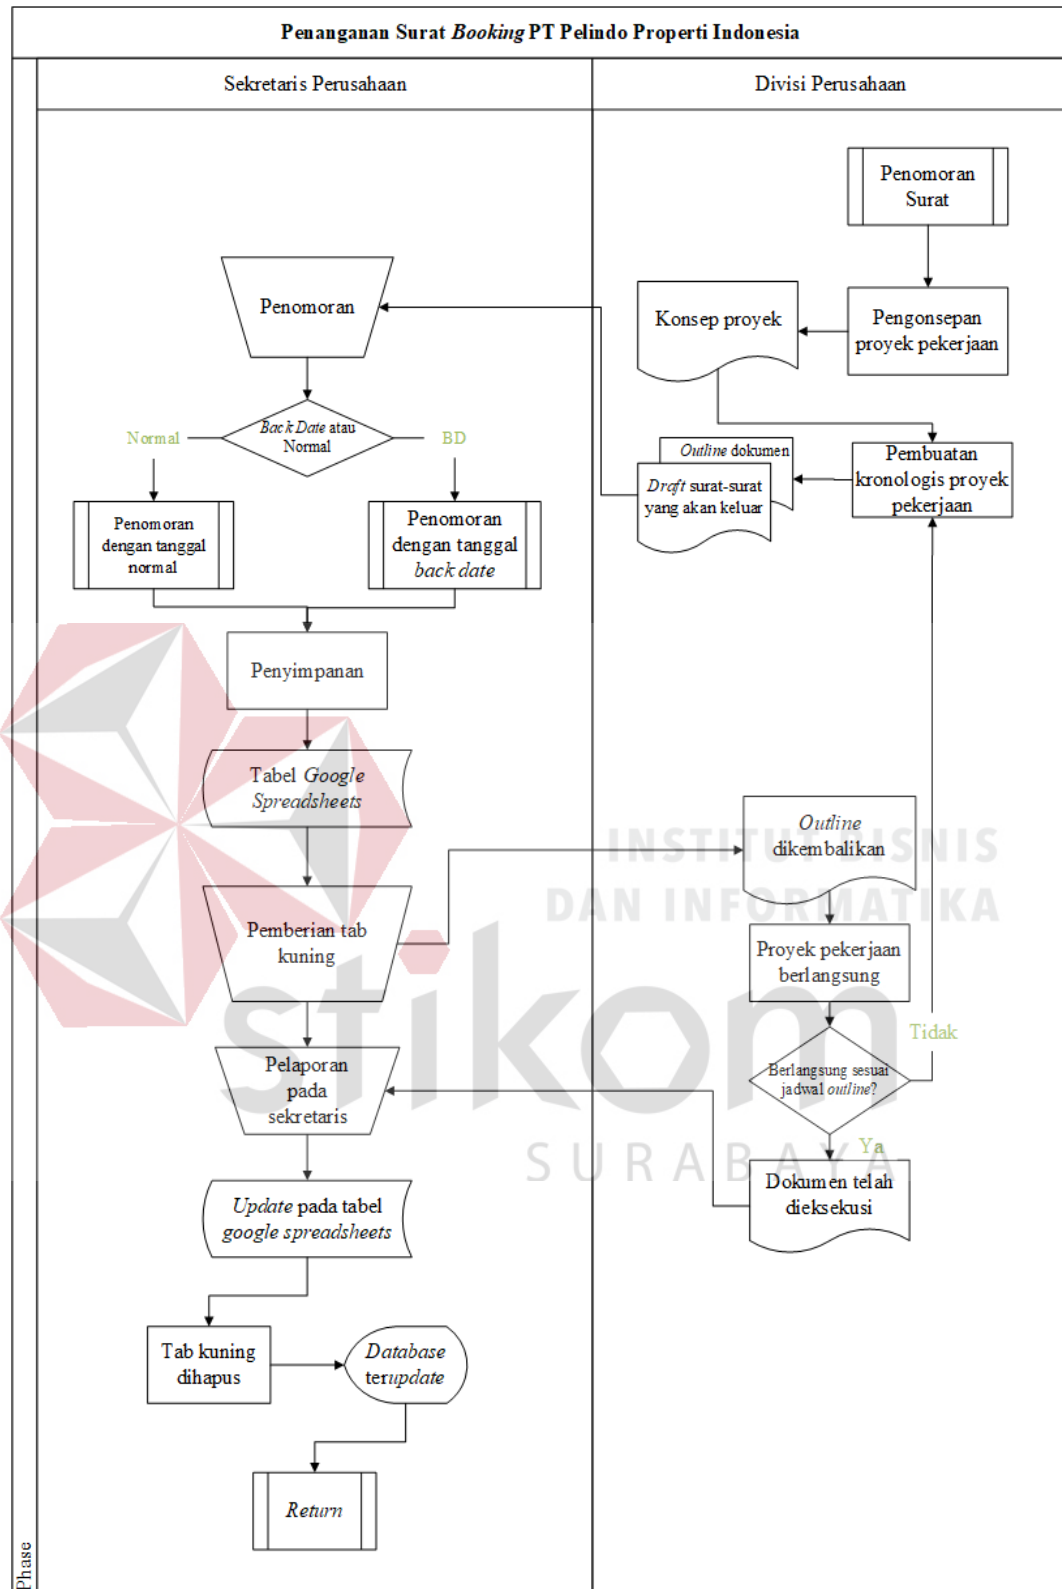 Penanganan Surat Booking PT Pelindo Properti Indonesia
Sekretaris Perusahaan
Divisi Perusahaan
Penomoran
Surat
Pengonsepan
proyek pekerjaan
Konsep proyek
Penomoran
Back Date atau
Normal
Normal
BD
Outline dokumen
Draft surat-surat
yang akan keluar
Pembuatan
kronologis proyek
pekerjaan
Penomoran
dengan tanggal
normal
Penomoran
dengan tanggal
back date
Penyimpanan
Tabel Google
Spreadsheets
Outline
dikembalikan
INSTITUT BISNIS
DAN INFORMATIKA
Pemberian tab
kuning
Proyek pekerjaan
berlangsung
stikom
SURABAYA
Tidak
Berlangsung sesuai
jadwal outline?
Pelaporan
pada
sekretaris
Ya
Dokumen telah
dieksekusi
Update pada tabel
google spreadsheets
Tab kuning
dihapus
Database
terupdate
Return
Phase